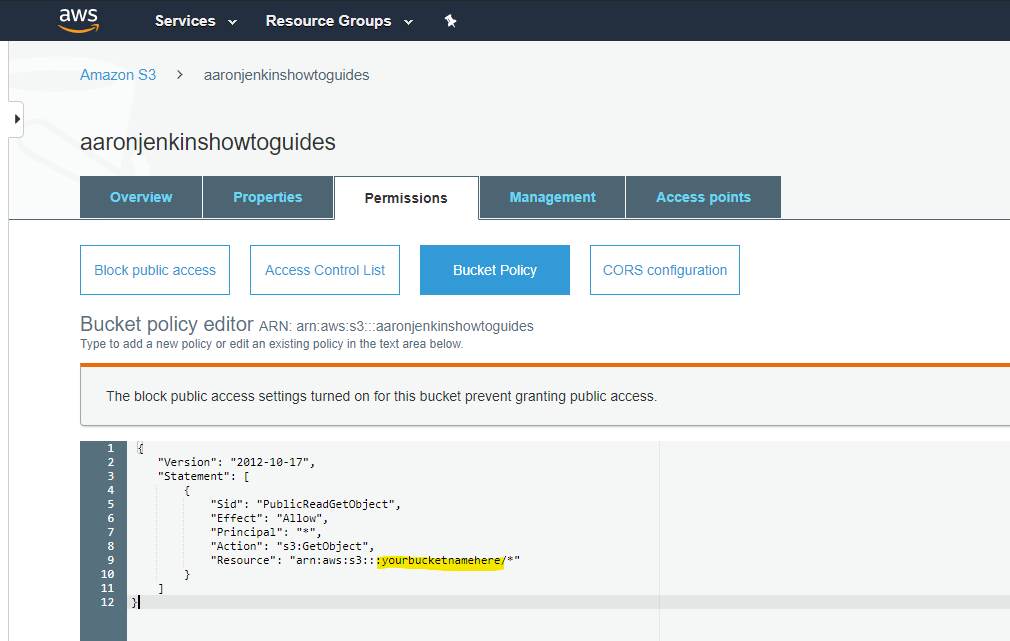 aws Services Resource Groups
Amazon S3 > aaronjenkinshowtoguides
aaronjenkinshowtoguides
Overview Properties Permissions Management Access points
Block public access Access Control List Bucket Policy CORS configuration
Bucket policy editor ARN: arn:aws:s3:::aaronjenkinshowtoguides
Type to add a new policy or edit an existing policy in the text area below.
The block public access settings turned on for this bucket prevent granting public access.
1 {
2 "Version": "2012-10-17",
3 "Statement": [
4 {
5 "Sid": "PublicReadGetObject",
6 "Effect": "Allow",
7 "Principal": "*",
8 "Action": "s3:GetObject",
9 "Resource": "arn:aws:s3:::yourbucketnamehere/*"
10 }
11 ]
12 }